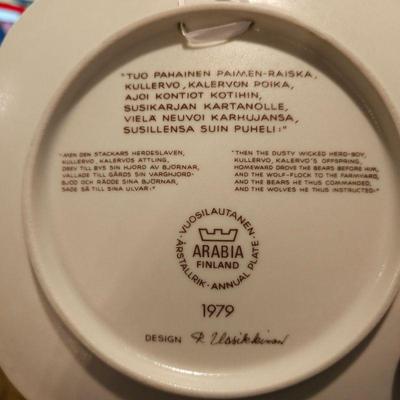 "TUO PAHAINEN PAIMEN-RAISKA,
KULLERVO, KALERVON POIKA,
AJOI KONTIOT KOTIHIN,
SUSIKARJAN KARTANOLLE,
VIELÄ NEUVOI KARHUJANSA,
SUSILLENSA SUIN PUHELI:"
"MEN DEN STACKARS HERDESLAVEN,
KULLERVO, KALERVOS ÄTTLING,
DREV TILL BYS SIN HJORD AV BJÖRNAR,
VALLADE TILL GÅRDS SIN VARGHJORD
BJÖD OCH RÄDDE SINA BJÖRNAR,
SADE SÅ TILL SINA ULVAR:"
"THEN THE DUSTY WICKED HERD-BOY,
KULLERVO, KALERVO'S OFFSPRING,
HOMEWARD DROVE THE BEARS BEFORE HIM,
AND THE WOLF-FLOCK TO THE FARMYARD,
AND THE BEARS HE THUS COMMANDED,
AND THE WOLVES HE THUS INSTRUCTED:"
VUOSILAUTANEN
ARABIA
FINLAND
ÅRSTALLRIK · ANNUAL PLATE
1979
DESIGN R. Uosikkinen